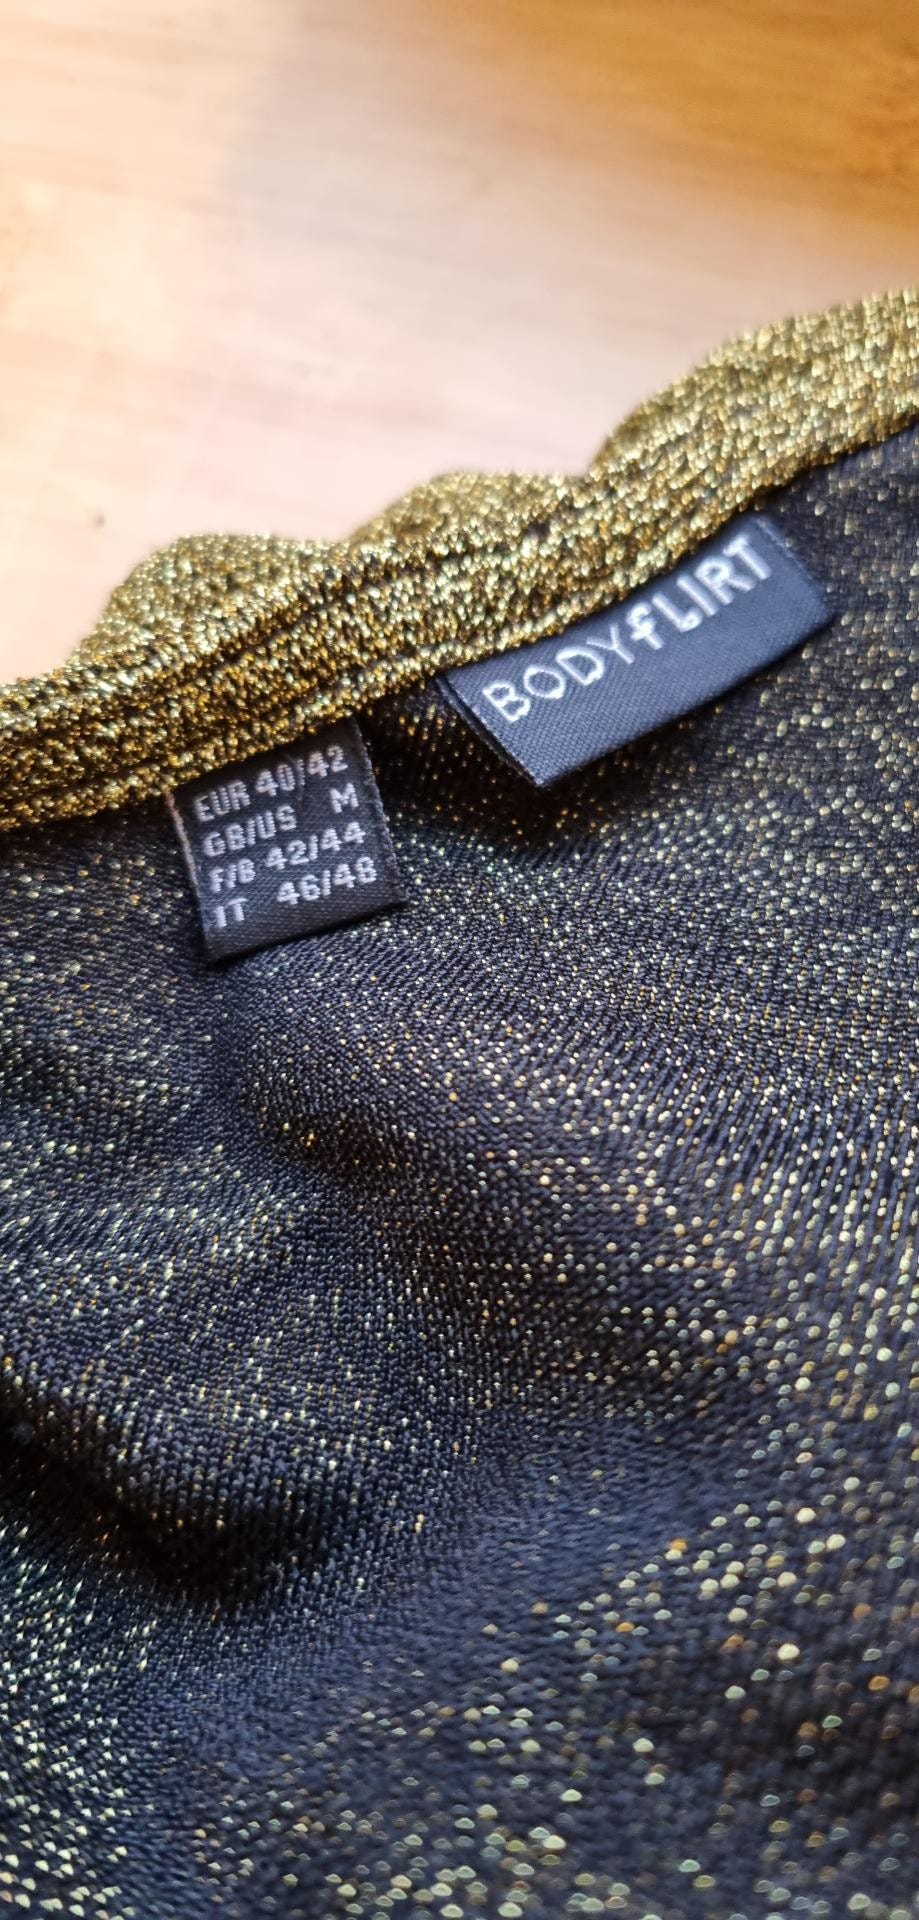 BODYfLIRT
EUR 40/42
GB/US M
F/B 42/44
IT 46/48